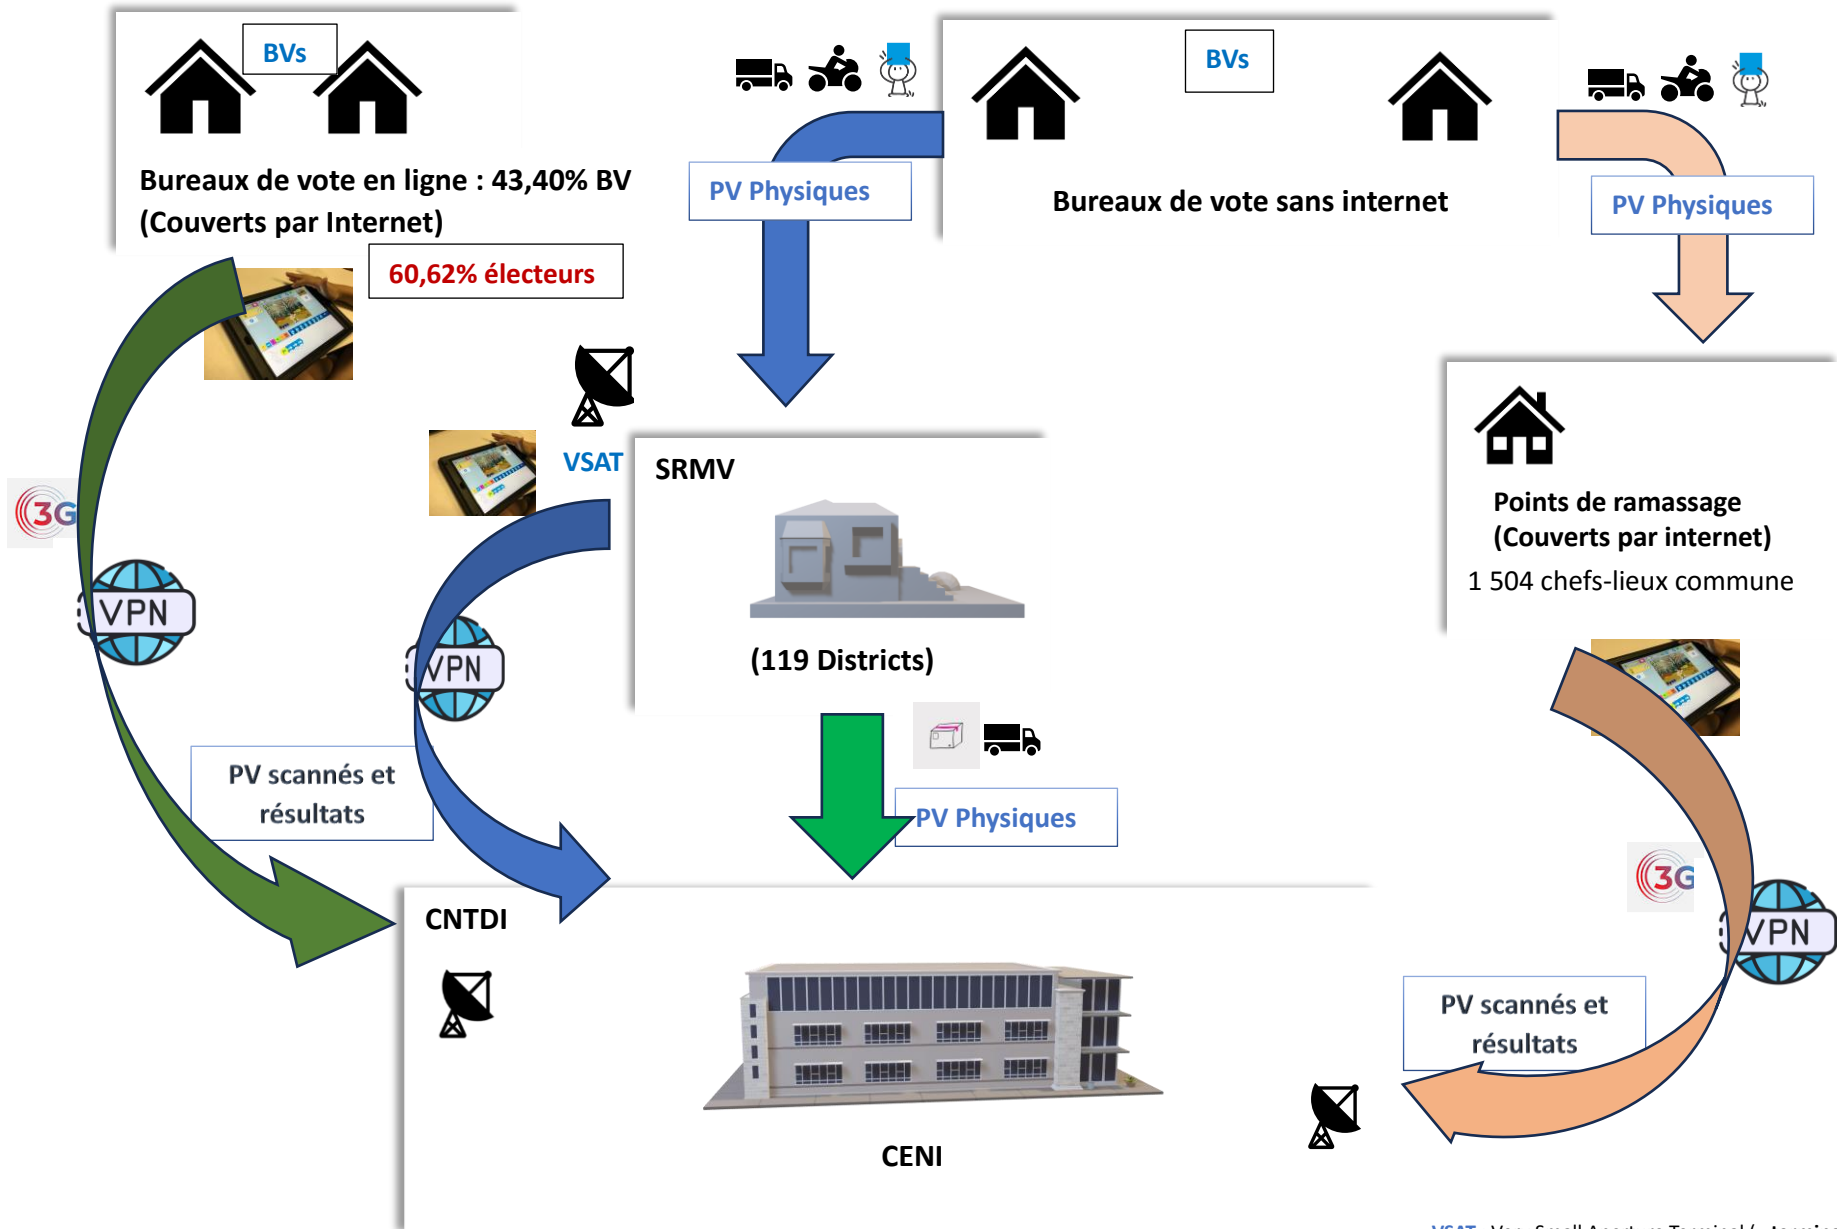 BVs
BVs
Bureaux de vote en ligne : 43,40% BV
(Couverts par Internet)
60,62% électeurs
PV Physiques
Bureaux de vote sans internet
PV Physiques
3G
VSAT
SRMV
(119 Districts)
Points de ramassage
(Couverts par internet)
1 504 chefs-lieux commune
VPN
VPN
PV scannés et
résultats
PV Physiques
3G
VPN
CNTDI
PV scannés et
résultats
CENI